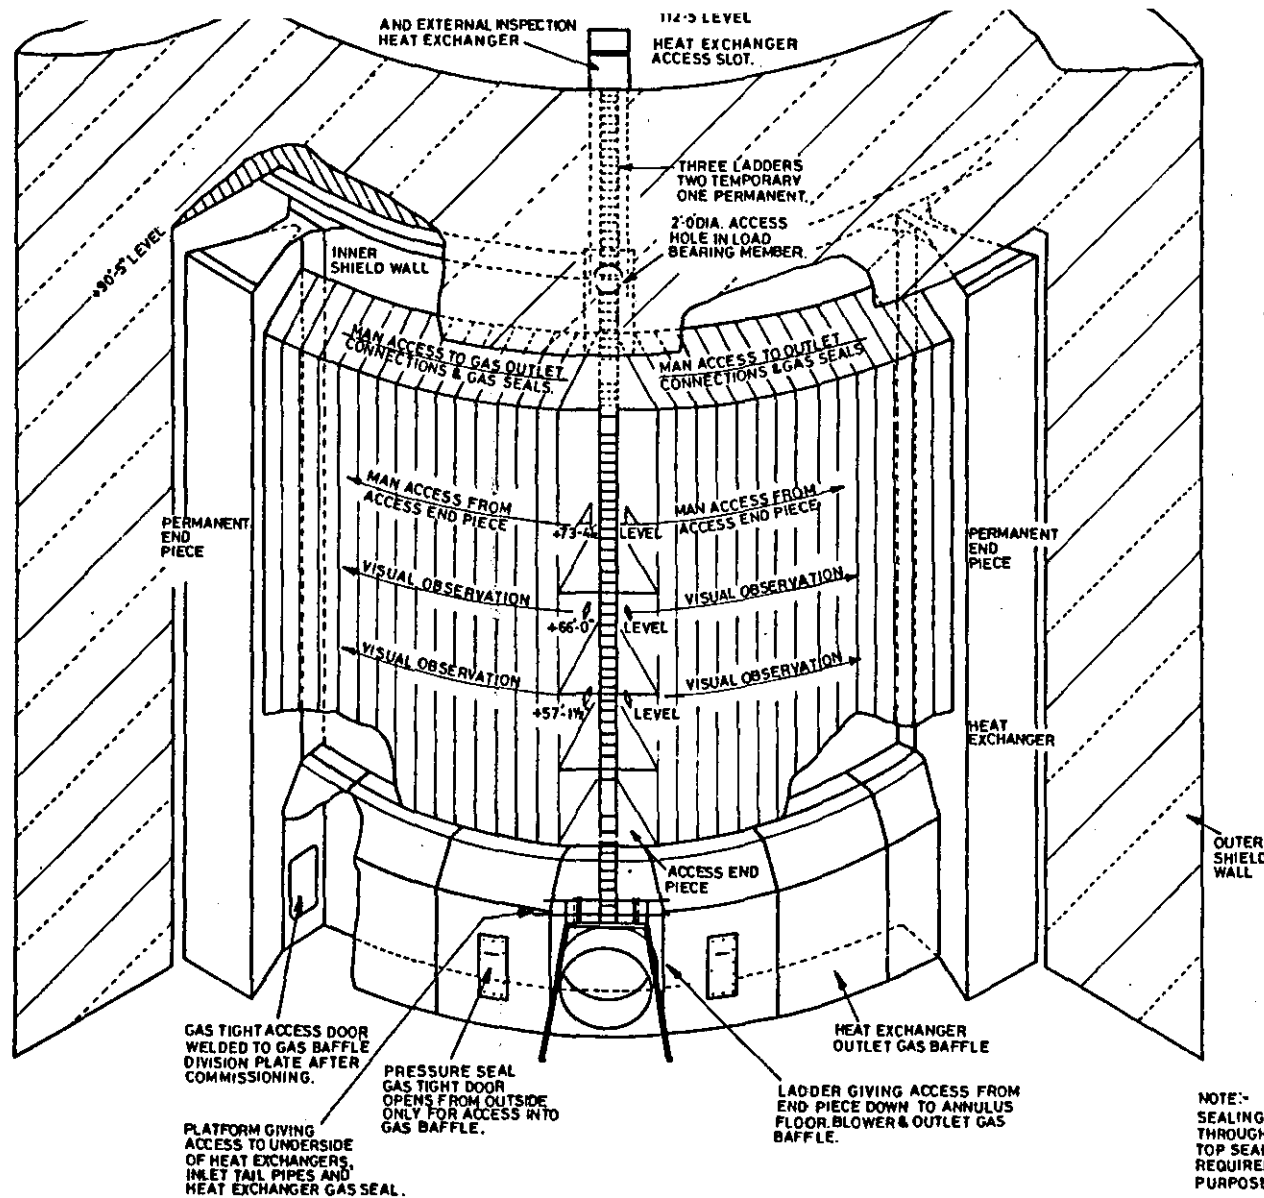 AND EXTERNAL INSPECTION
HEAT EXCHANGER
112-5 LEVEL
HEAT EXCHANGER
ACCESS SLOT.
THREE LADDERS
TWO TEMPORARY
ONE PERMANENT.
2'-0"DIA. ACCESS
HOLE IN LOAD
BEARING MEMBER.
+90'-5" LEVEL
INNER
SHIELD WALL
MAN ACCESS TO GAS OUTLET
CONNECTIONS & GAS SEALS.
MAN ACCESS TO OUTLET
CONNECTIONS & GAS SEALS
MAN ACCESS FROM
ACCESS END PIECE
MAN ACCESS FROM
ACCESS END PIECE
PERMANENT
END
PIECE
+73-4½ LEVEL
PERMANENT
END
PIECE
VISUAL OBSERVATION
VISUAL OBSERVATION
+66'-0" LEVEL
VISUAL OBSERVATION
VISUAL OBSERVATION
+57'-1½ LEVEL
HEAT
EXCHANGER
OUTER
SHIELD
WALL
ACCESS END
PIECE
GAS TIGHT ACCESS DOOR
WELDED TO GAS BAFFLE
DIVISION PLATE AFTER
COMMISSIONING.
PRESSURE SEAL
GAS TIGHT DOOR
OPENS FROM OUTSIDE
ONLY FOR ACCESS INTO
GAS BAFFLE.
HEAT EXCHANGER
OUTLET GAS BAFFLE
LADDER GIVING ACCESS FROM
END PIECE DOWN TO ANNULUS
FLOOR. BLOWER & OUTLET GAS
BAFFLE.
PLATFORM GIVING
ACCESS TO UNDERSIDE
OF HEAT EXCHANGERS,
INLET TAIL PIPES AND
HEAT EXCHANGER GAS SEAL.
NOTE:-
SEALING
THROUGH
TOP SEA
REQUIRE
PURPOSE